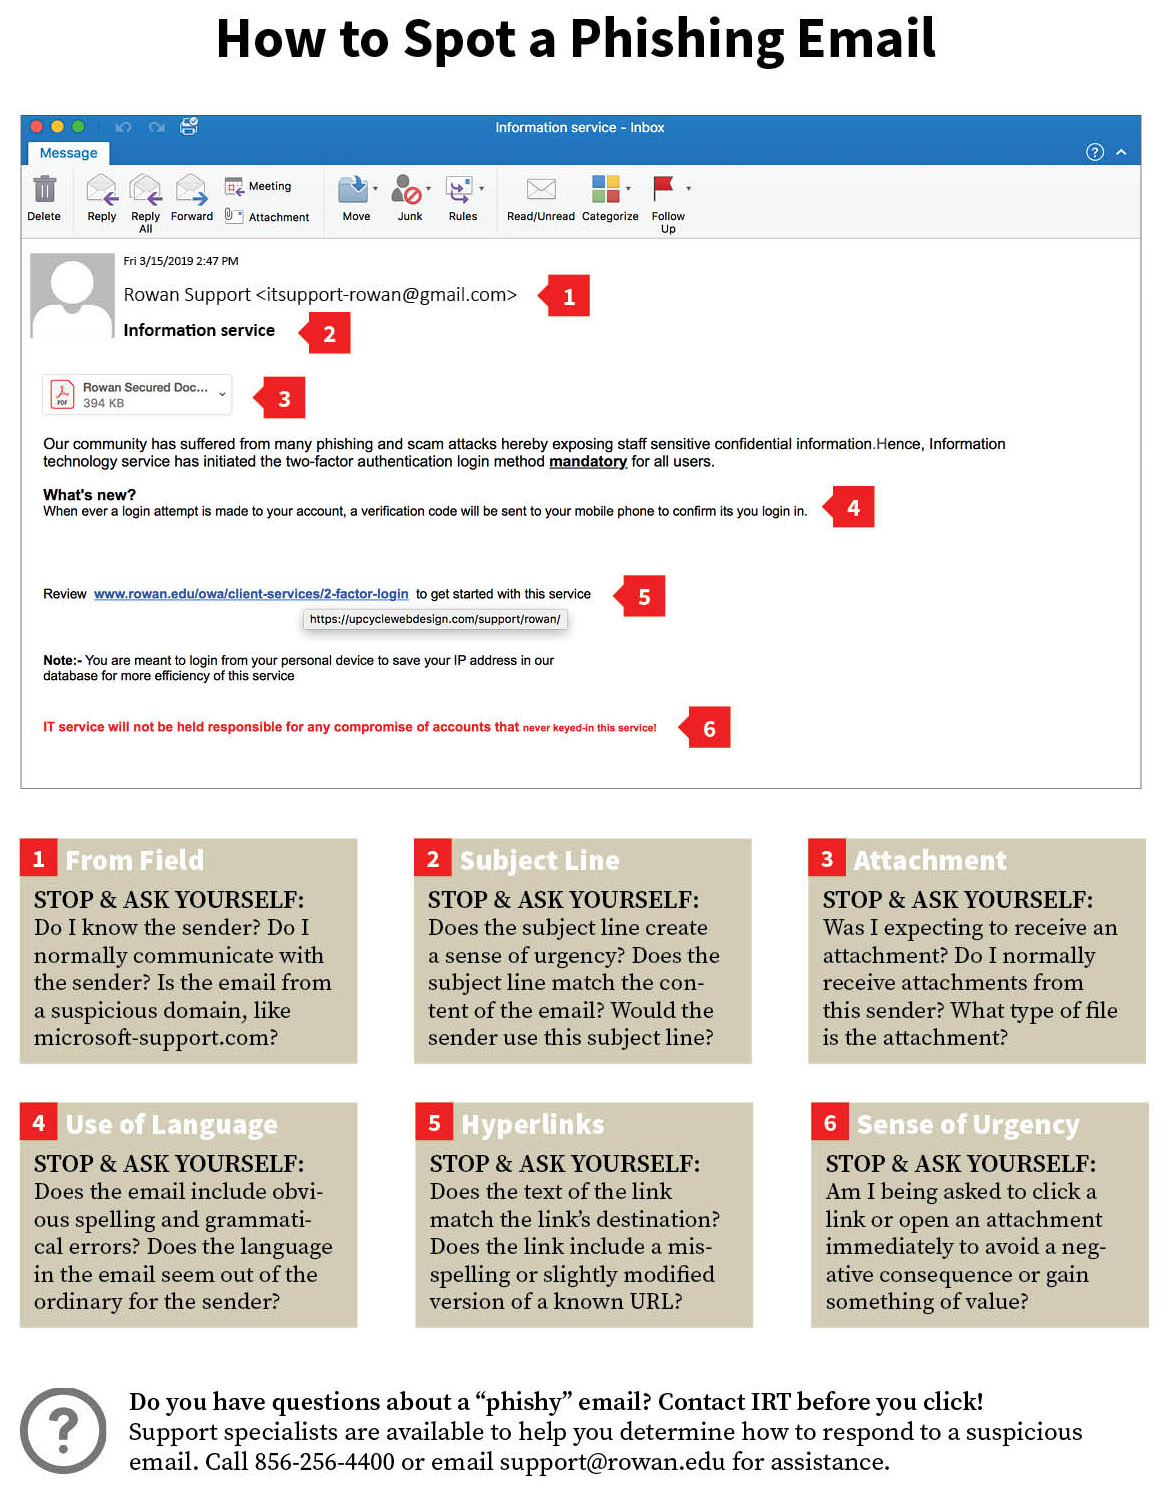 How to Spot a Phishing Email
Information service - Inbox
Message
?
Delete
Reply
Reply All
Forward
Meeting
Attachment
Move
Junk
Rules
Read/Unread
Categorize
Follow Up
Fri 3/15/2019 2:47 PM
Rowan Support <itsupport-rowan@gmail.com>
1
Information service
2
PDF
Rowan Secured Doc...
394 KB
3
Our community has suffered from many phishing and scam attacks hereby exposing staff sensitive confidential information.Hence, Information
technology service has initiated the two-factor authentication login method mandatory for all users.
What's new?
When ever a login attempt is made to your account, a verification code will be sent to your mobile phone to confirm its you login in.
4
Review www.rowan.edu/owa/client-services/2-factor-login to get started with this service
5
https://upcyclewebdesign.com/support/rowan/
Note:- You are meant to login from your personal device to save your IP address in our
database for more efficiency of this service
IT service will not be held responsible for any compromise of accounts that never keyed-in this service!
6
1 From Field
STOP & ASK YOURSELF:
Do I know the sender? Do I
normally communicate with
the sender? Is the email from
a suspicious domain, like
microsoft-support.com?
2 Subject Line
STOP & ASK YOURSELF:
Does the subject line create
a sense of urgency? Does the
subject line match the con-
tent of the email? Would the
sender use this subject line?
3 Attachment
STOP & ASK YOURSELF:
Was I expecting to receive an
attachment? Do I normally
receive attachments from
this sender? What type of file
is the attachment?
4 Use of Language
STOP & ASK YOURSELF:
Does the email include obvi-
ous spelling and grammati-
cal errors? Does the language
in the email seem out of the
ordinary for the sender?
5 Hyperlinks
STOP & ASK YOURSELF:
Does the text of the link
match the link’s destination?
Does the link include a mis-
spelling or slightly modified
version of a known URL?
6 Sense of Urgency
STOP & ASK YOURSELF:
Am I being asked to click a
link or open an attachment
immediately to avoid a neg-
ative consequence or gain
something of value?
?
Do you have questions about a “phishy” email? Contact IRT before you click!
Support specialists are available to help you determine how to respond to a suspicious
email. Call 856-256-4400 or email support@rowan.edu for assistance.